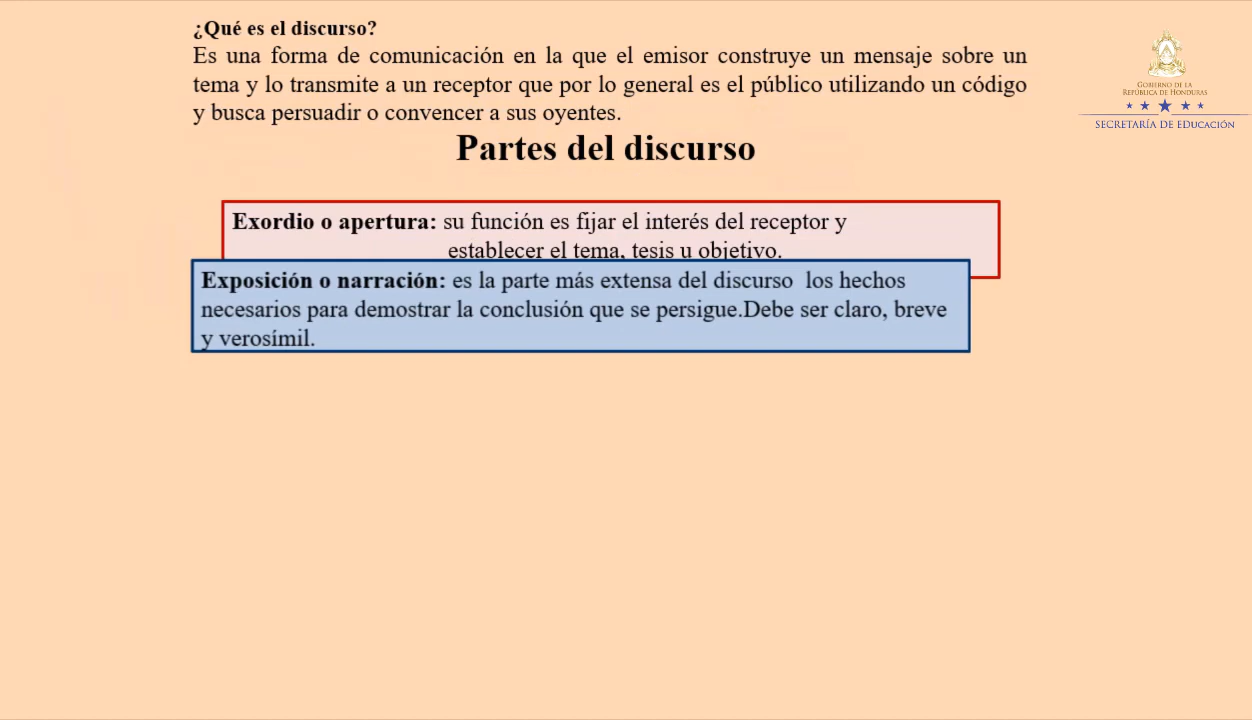 ¿Qué es el discurso?
Es una forma de comunicación en la que el emisor construye un mensaje sobre un
tema y lo transmite a un receptor que por lo general es el público utilizando un código
y busca persuadir o convencer a sus oyentes.
GOBIERNO DE LA
REPÚBLICA DE HONDURAS
SECRETARÍA DE EDUCACIÓN
Partes del discurso
Exordio o apertura: su función es fijar el interés del receptor y
establecer el tema, tesis u objetivo.
Exposición o narración: es la parte más extensa del discurso  los hechos
necesarios para demostrar la conclusión que se persigue.Debe ser claro, breve
y verosímil.